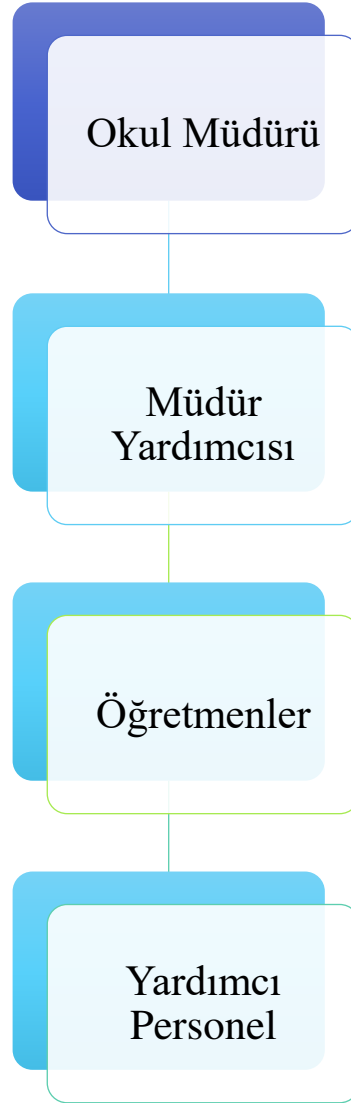 Okul Müdürü
Müdür
Yardımcısı
Öğretmenler
Yardımcı
Personel